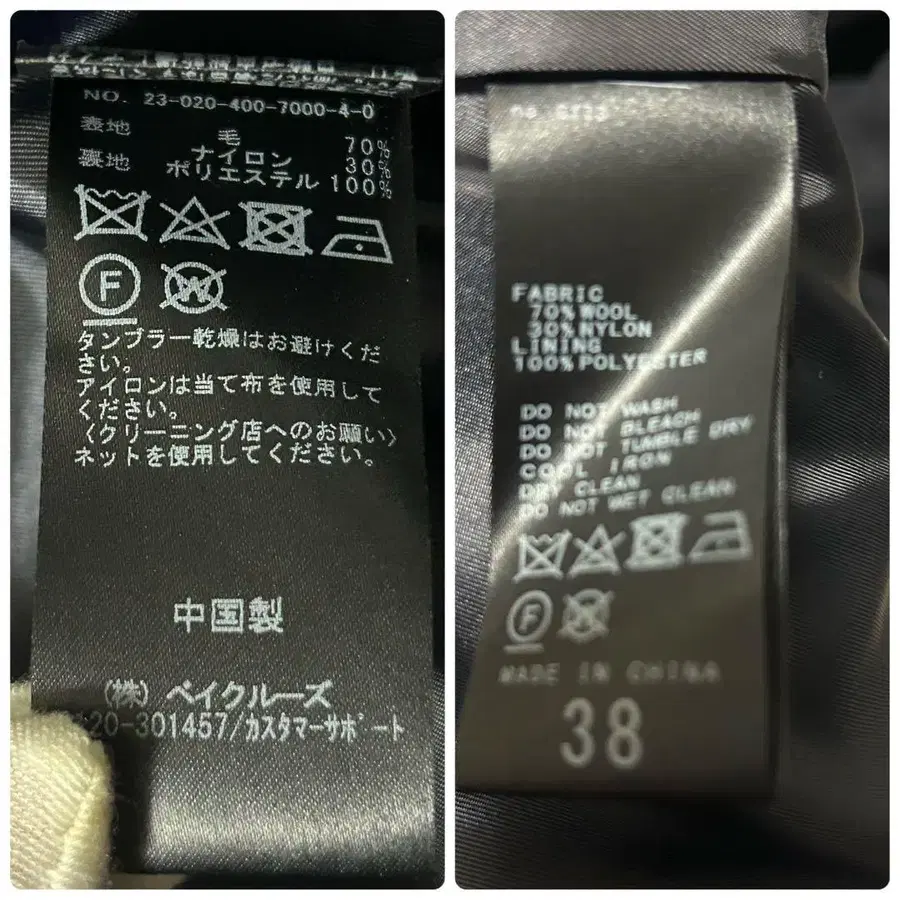 NO. 23-020-400-7000-4-0
表地 毛 70%
ナイロン 30%
裏地 ポリエステル 100%
F
W
タンブラー乾燥はお避けくだ
さい。
アイロンは当て布を使用して
ください。
〈クリーニング店へのお願い〉
ネットを使用してください。
中国製
(株) ベイクルーズ
20-301457/カスタマーサポート
FABRIC
70% WOOL
30% NYLON
LINING
100% POLYESTER
DO NOT WASH
DO NOT BLEACH
DO NOT TUMBLE DRY
COOL IRON
DRY CLEAN
DO NOT WET CLEAN
F
W
MADE IN CHINA
38